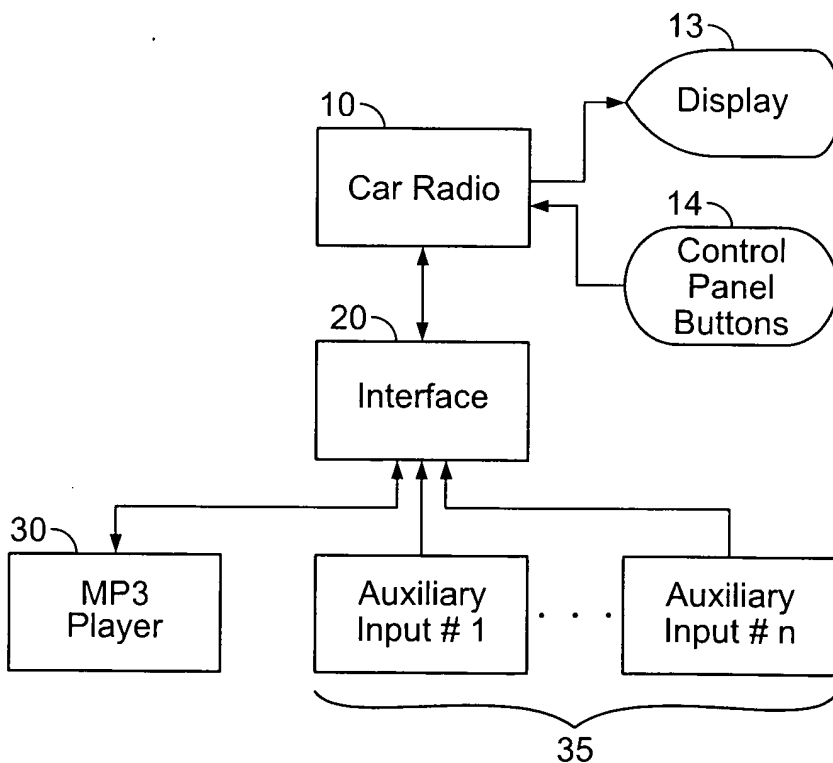 13
Display
10
Car Radio
14
Control
Panel
Buttons
20
Interface
30
MP3
Player
Auxiliary
Input # 1
. . .
Auxiliary
Input # n
35